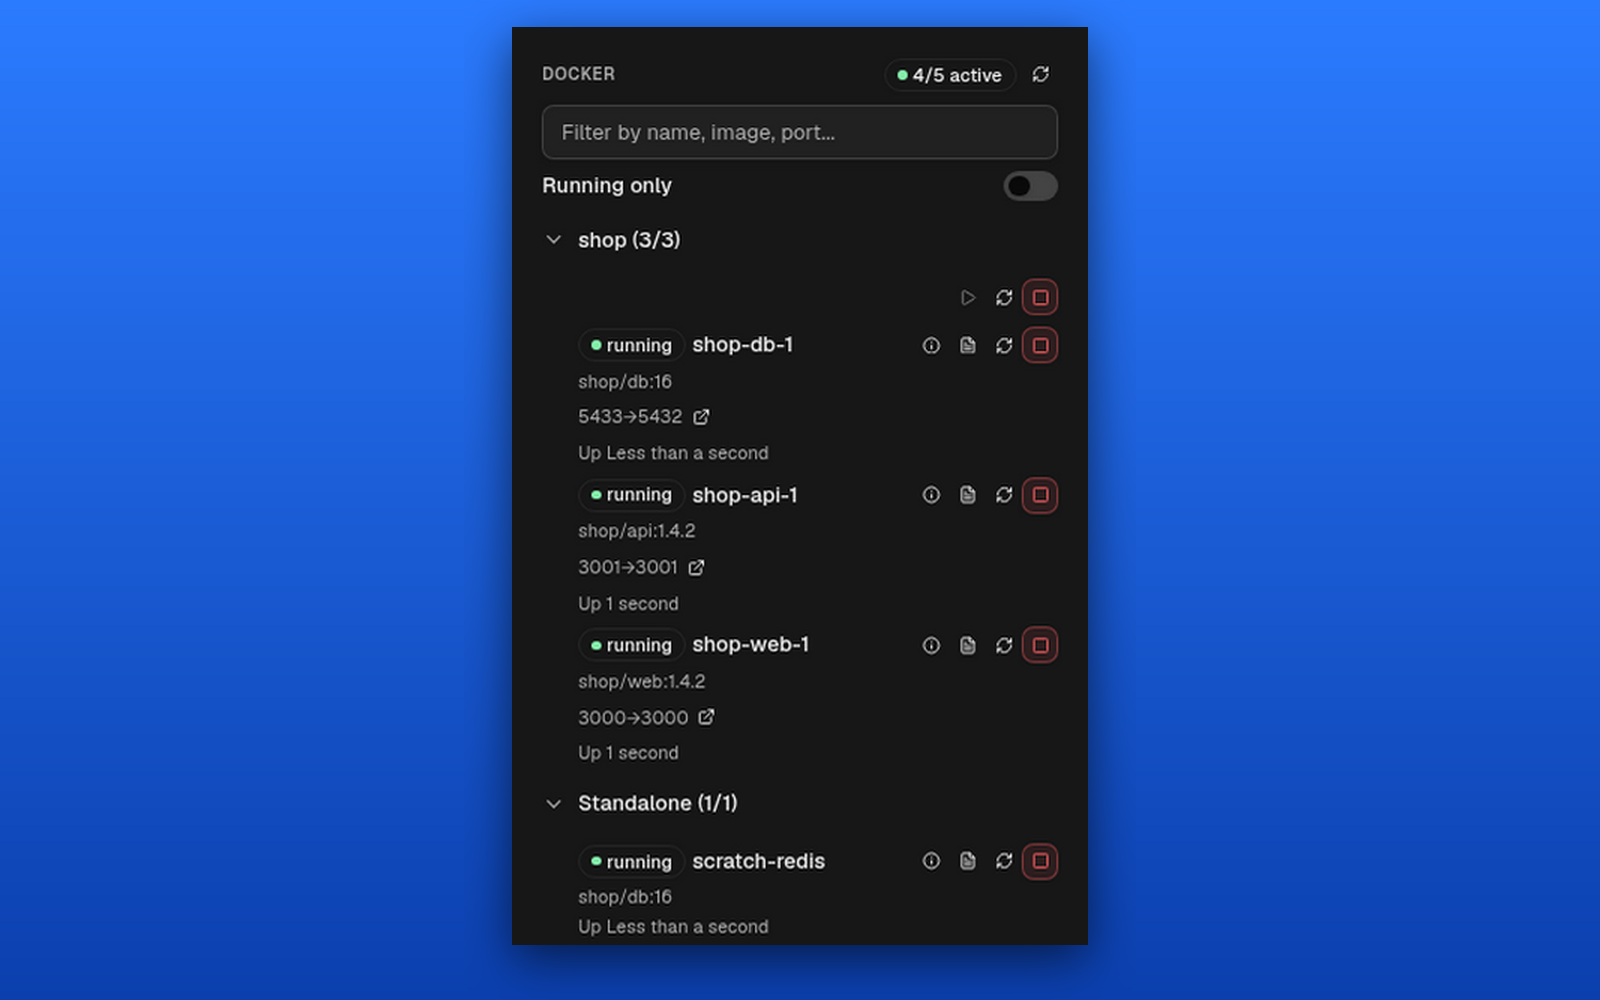 DOCKER 4/5 active
Filter by name, image, port...
Running only
shop (3/3)
running shop-db-1
shop/db:16
5433→5432
Up Less than a second
running shop-api-1
shop/api:1.4.2
3001→3001
Up 1 second
running shop-web-1
shop/web:1.4.2
3000→3000
Up 1 second
Standalone (1/1)
running scratch-redis
shop/db:16
Up Less than a second